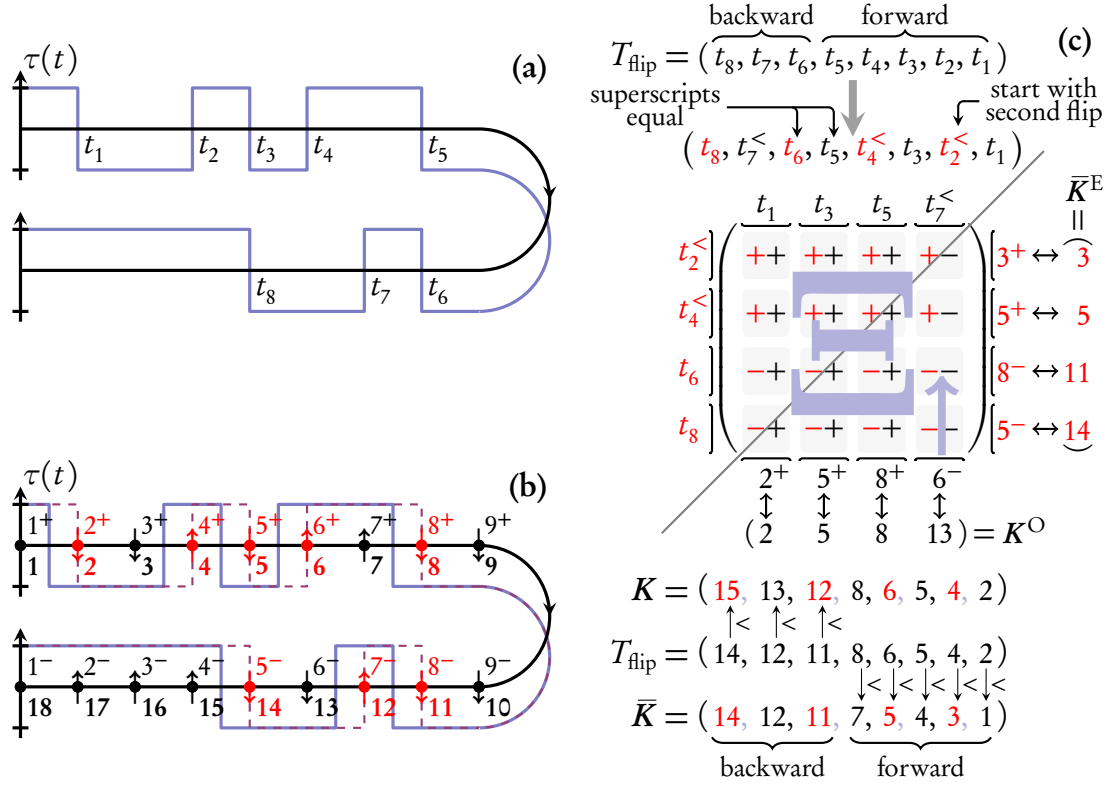 τ(t)
(a)
t₁ t₂ t₃ t₄ t₅
t₈ t₇ t₆
τ(t)
(b)
1⁺ 2⁺ 3⁺ 4⁺ 5⁺ 6⁺ 7⁺ 8⁺ 9⁺
1 2 3 4 5 6 7 8 9
1⁻ 2⁻ 3⁻ 4⁻ 5⁻ 6⁻ 7⁻ 8⁻ 9⁻
18 17 16 15 14 13 12 11 10
backward forward
(c)
T_flip = (t₈, t₇, t₆, t₅, t₄, t₃, t₂, t₁)
superscripts
equal
start with
second flip
(t₈, t₇^<, t₆, t₅, t₄^<, t₃, t₂^<, t₁)
K̅^E
=
t₁ t₃ t₅ t₇^<
t₂^< ++ ++ ++ +− 3⁺ ↔ 3
t₄^< ++ ++ ++ +− 5⁺ ↔ 5
t₆ −+ −+ −+ −− 8⁻ ↔ 11
t₈ −+ −+ −+ −− 5⁻ ↔ 14
Ξ ↑
2⁺ 5⁺ 8⁺ 6⁻
↕ ↕ ↕ ↕
(2 5 8 13) = K^O
K = (15, 13, 12, 8, 6, 5, 4, 2)
↑< ↑< ↑<
T_flip = (14, 12, 11, 8, 6, 5, 4, 2)
↓< ↓< ↓< ↓< ↓<
K̅ = (14, 12, 11, 7, 5, 4, 3, 1)
backward forward